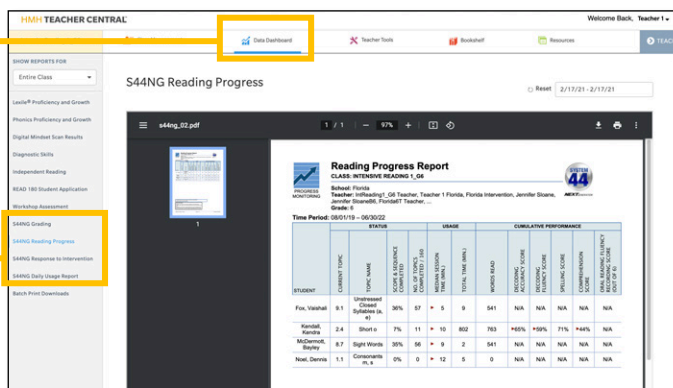 HMH TEACHER CENTRAL
Welcome Back, Teacher 1
Data Dashboard
Teacher Tools
Bookshelf
Resources
TEAC
SHOW REPORTS FOR
Entire Class
S44NG Reading Progress
Reset 2/17/21 - 2/17/21
Lexile® Proficiency and Growth
Phonics Proficiency and Growth
Digital Mindset Scan Results
Diagnostic Skills
Independent Reading
READ 180 Student Application
Workshop Assessment
S44NG Grading
S44NG Reading Progress
S44NG Response to Intervention
S44NG Daily Usage Report
Batch Print Downloads
s44ng_02.pdf
1 / 1 — 97% +
1
PROGRESS
MONITORING
Reading Progress Report
CLASS: INTENSIVE READING 1_G6
School: Florida
Teacher: IntReading1_G6 Teacher, Teacher 1 Florida, Florida Intervention, Jennifer Sloane,
Jennifer SloaneB6, Florida6T Teacher, ...
Grade: 6
SYSTEM
44
NEXT
Time Period: 08/01/19 – 06/30/22
STATUS USAGE CUMULATIVE PERFORMANCE
STUDENT
CURRENT TOPIC
TOPIC NAME
SCOPE & SEQUENCE
COMPLETED
NO. OF TOPICS
COMPLETED / 160
MEDIAN SESSION
TIME (MIN.)
TOTAL TIME (MIN.)
WORDS READ
DECODING
ACCURACY SCORE
DECODING
FLUENCY SCORE
SPELLING SCORE
COMPREHENSION
SCORE
ORAL READING FLUENCY
RECORDING SCORE
(OUT OF 6)
Fox, Vaishali 9.1 Unstressed Closed Syllables (a, e) 36% 57 5 9 541 N/A N/A N/A N/A N/A
Kendall, Kendra 2.4 Short o 7% 11 10 802 763 65% 59% 71% 44% N/A
McDermott, Bayley 8.7 Sight Words 35% 56 9 2 541 N/A N/A N/A N/A N/A
Noel, Dennis 1.1 Consonants m, s 0% 0 12 5 0 N/A N/A N/A N/A N/A